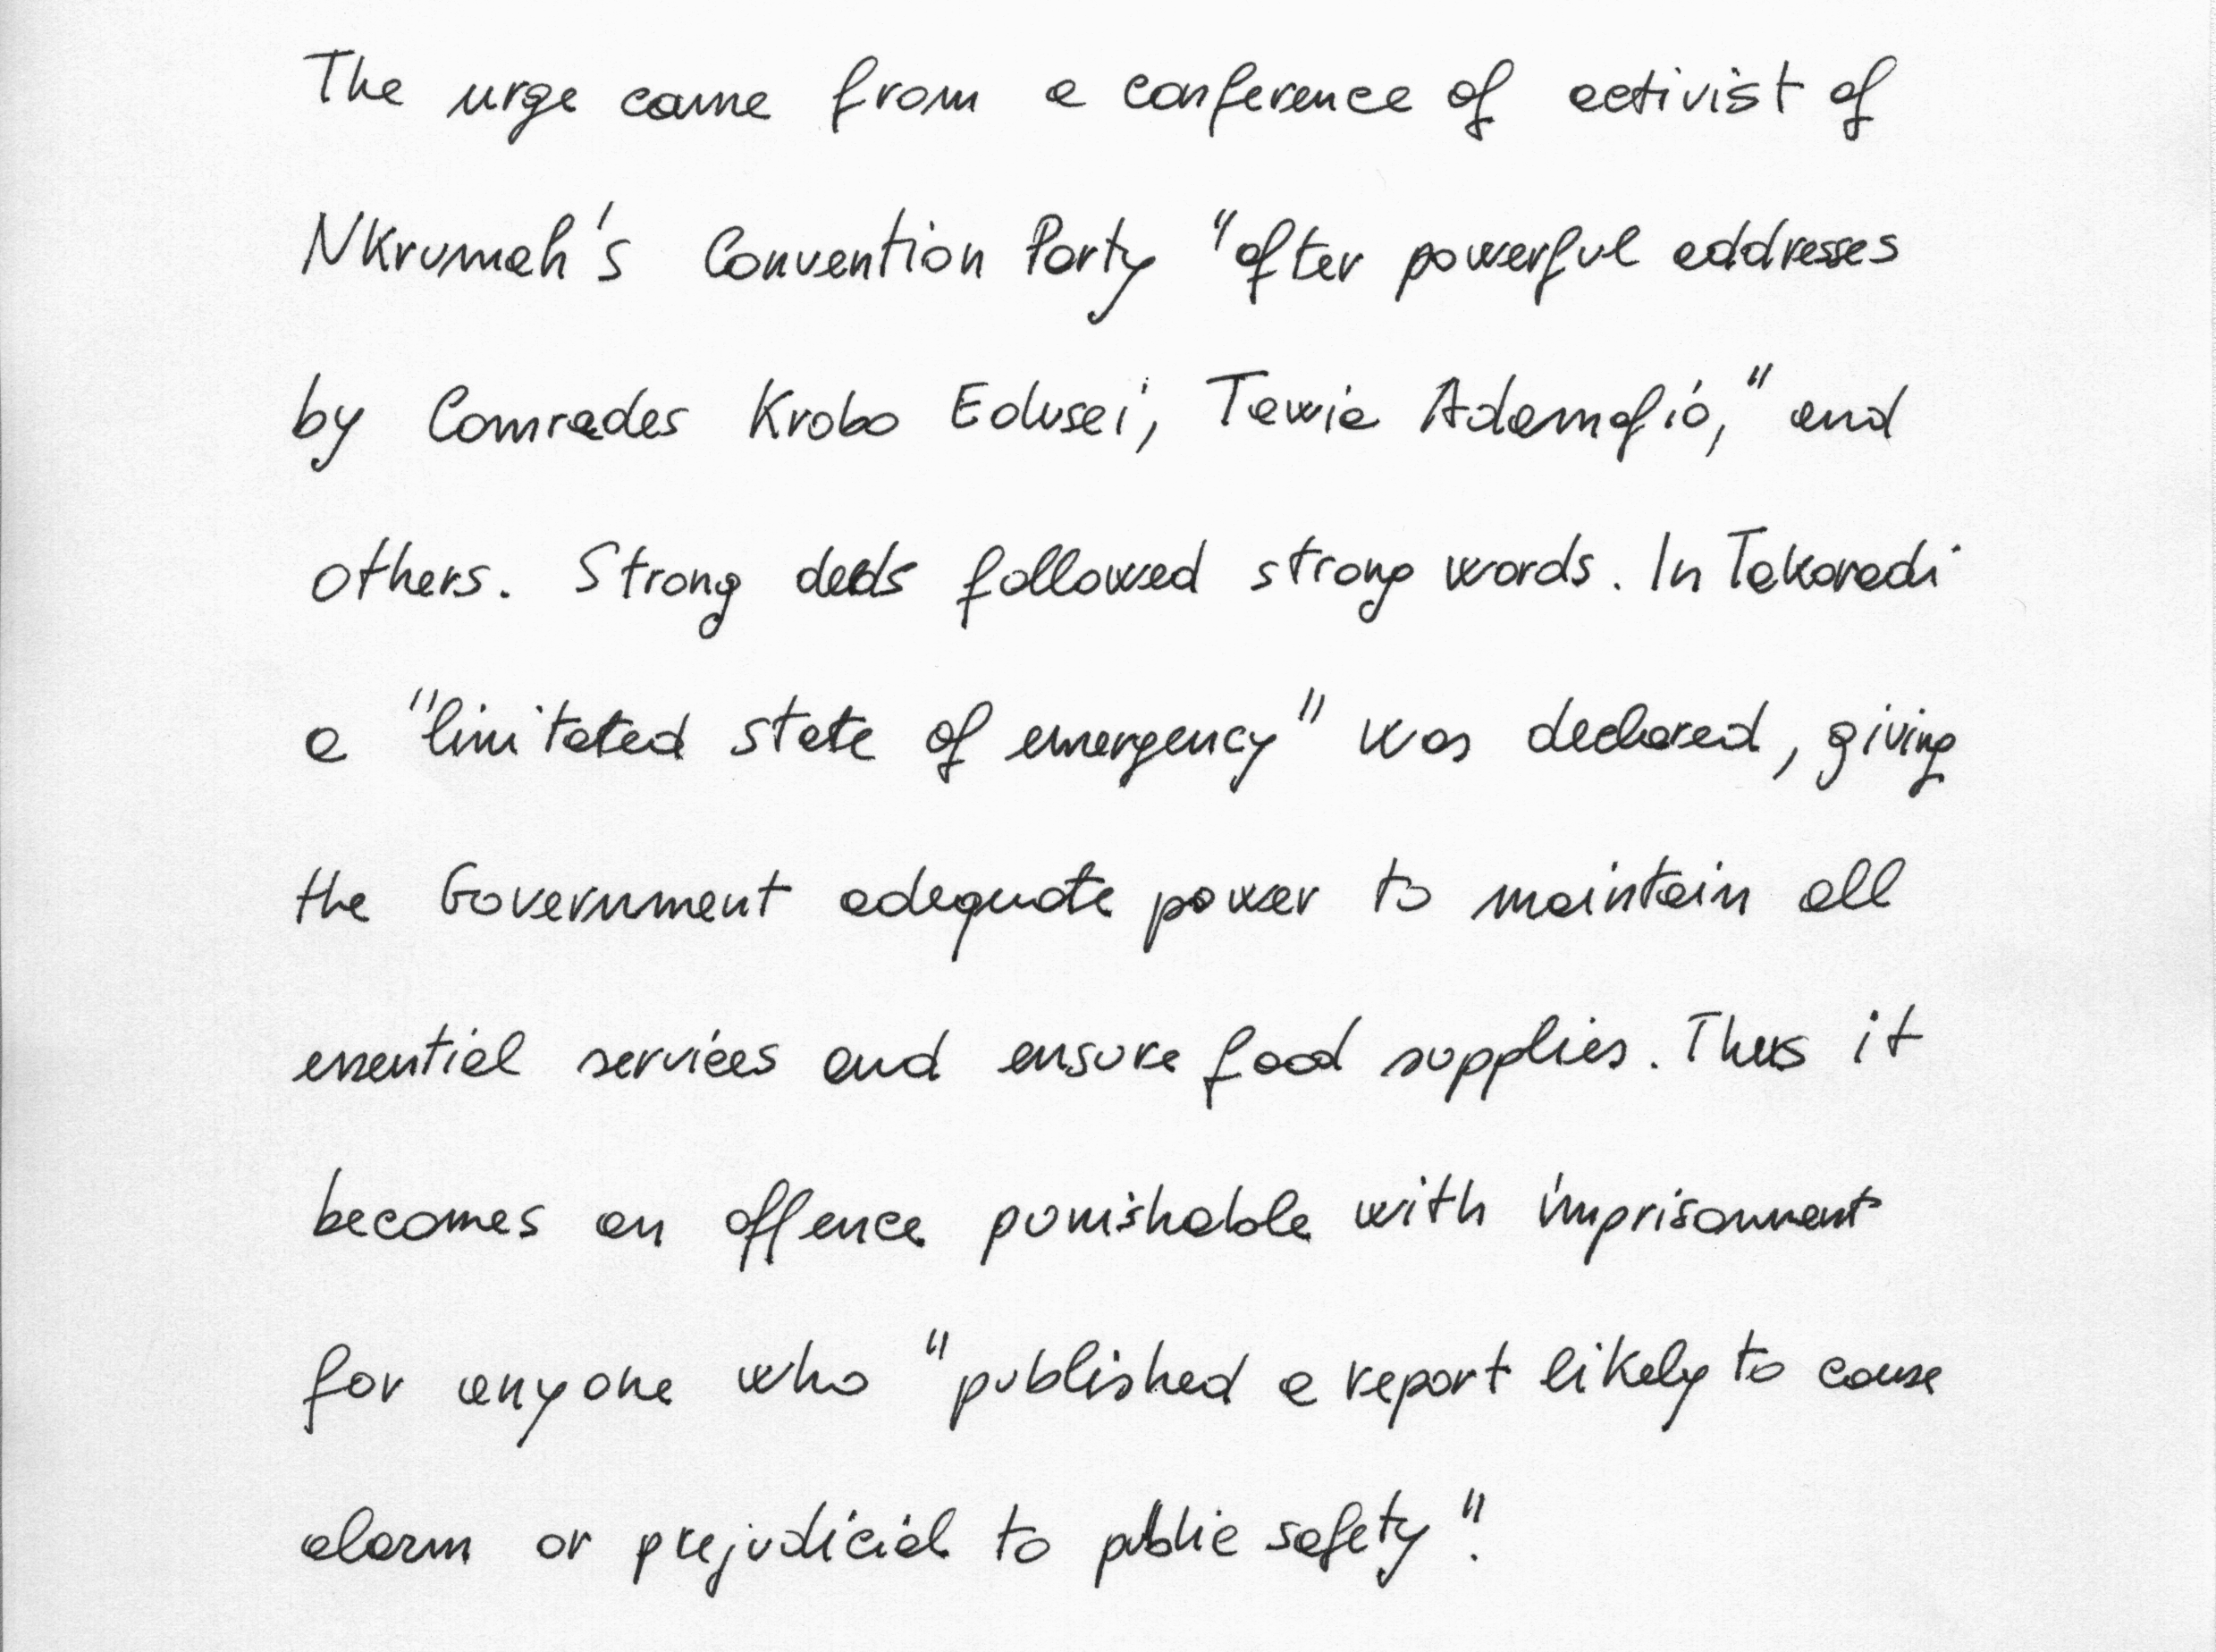 The urge came from a conference of activist of
Nkrumah's Convention Party "after powerful addresses
by Comrades Krobo Edusei, Tawia Adamafio," and
others. Strong deeds followed strong words. In Takoradi
a "limitated state of emergency" was declared, giving
the Government adequate power to maintain all
essential services and ensure food supplies. Thus it
becomes an offence punishable with imprisonment
for anyone who "published a report likely to cause
alarm or prejudicial to public safety".